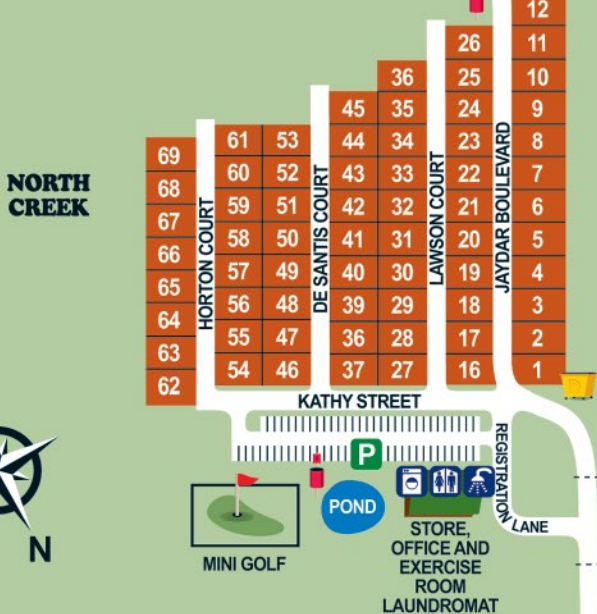 12
26 11
36 25 10
45 35 24 9
61 53 44 34 23 8
69
60 52 43 33 22 7
68
59 51 42 32 21 6
67
58 50 41 31 20 5
66
57 49 40 30 19 4
65
56 48 39 29 18 3
64
55 47 36 28 17 2
63
54 46 37 27 16 1
62
NORTH
CREEK
HORTON COURT
DE SANTIS COURT
LAWSON COURT
JAYDAR BOULEVARD
KATHY STREET
REGISTRATION LANE
P
POND
MINI GOLF
STORE,
OFFICE AND
EXERCISE
ROOM
LAUNDROMAT
N